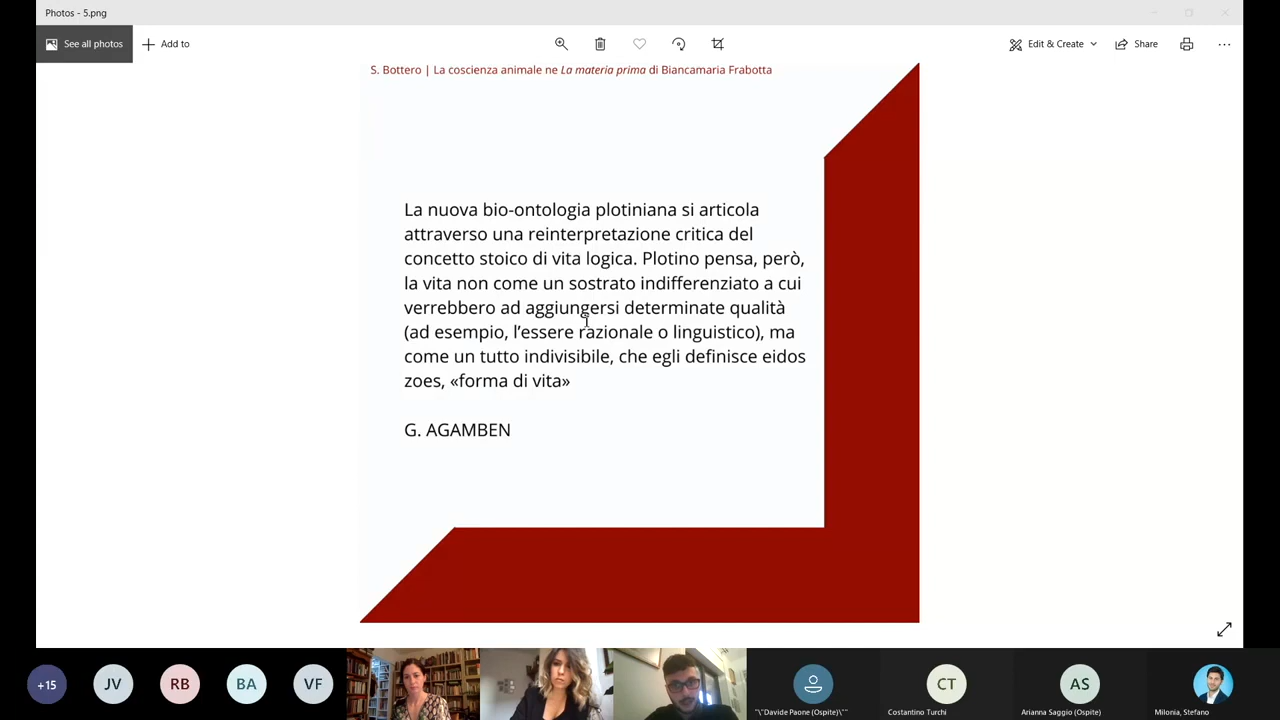 Photos - 5.png
See all photos
Add to
Edit & Create
Share
S. Bottero | La coscienza animale ne La materia prima di Biancamaria Frabotta
La nuova bio-ontologia plotiniana si articola
attraverso una reinterpretazione critica del
concetto stoico di vita logica. Plotino pensa, però,
la vita non come un sostrato indifferenziato a cui
verrebbero ad aggiungersi determinate qualità
(ad esempio, l'essere razionale o linguistico), ma
come un tutto indivisibile, che egli definisce eidos
zoes, «forma di vita»
G. AGAMBEN
+15
JV
RB
BA
VF
CT
AS
"\"Davide Paone (Ospite)\""
Costantino Turchi
Arianna Saggio (Ospite)
Milonia, Stefano